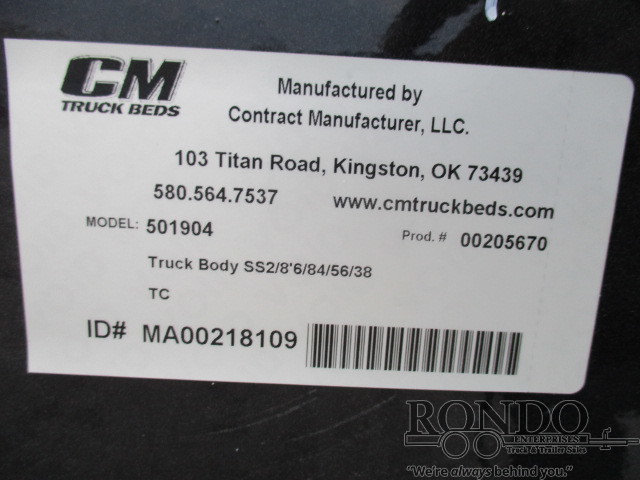 CM
TRUCK BEDS
Manufactured by
Contract Manufacturer, LLC.
103 Titan Road, Kingston, OK 73439
580.564.7537 www.cmtruckbeds.com
MODEL: 501904 Prod. # 00205670
Truck Body SS2/8'6/84/56/38
TC
ID# MA00218109
RONDO
ENTERPRISES
Truck & Trailer Sales
"We're always behind you."